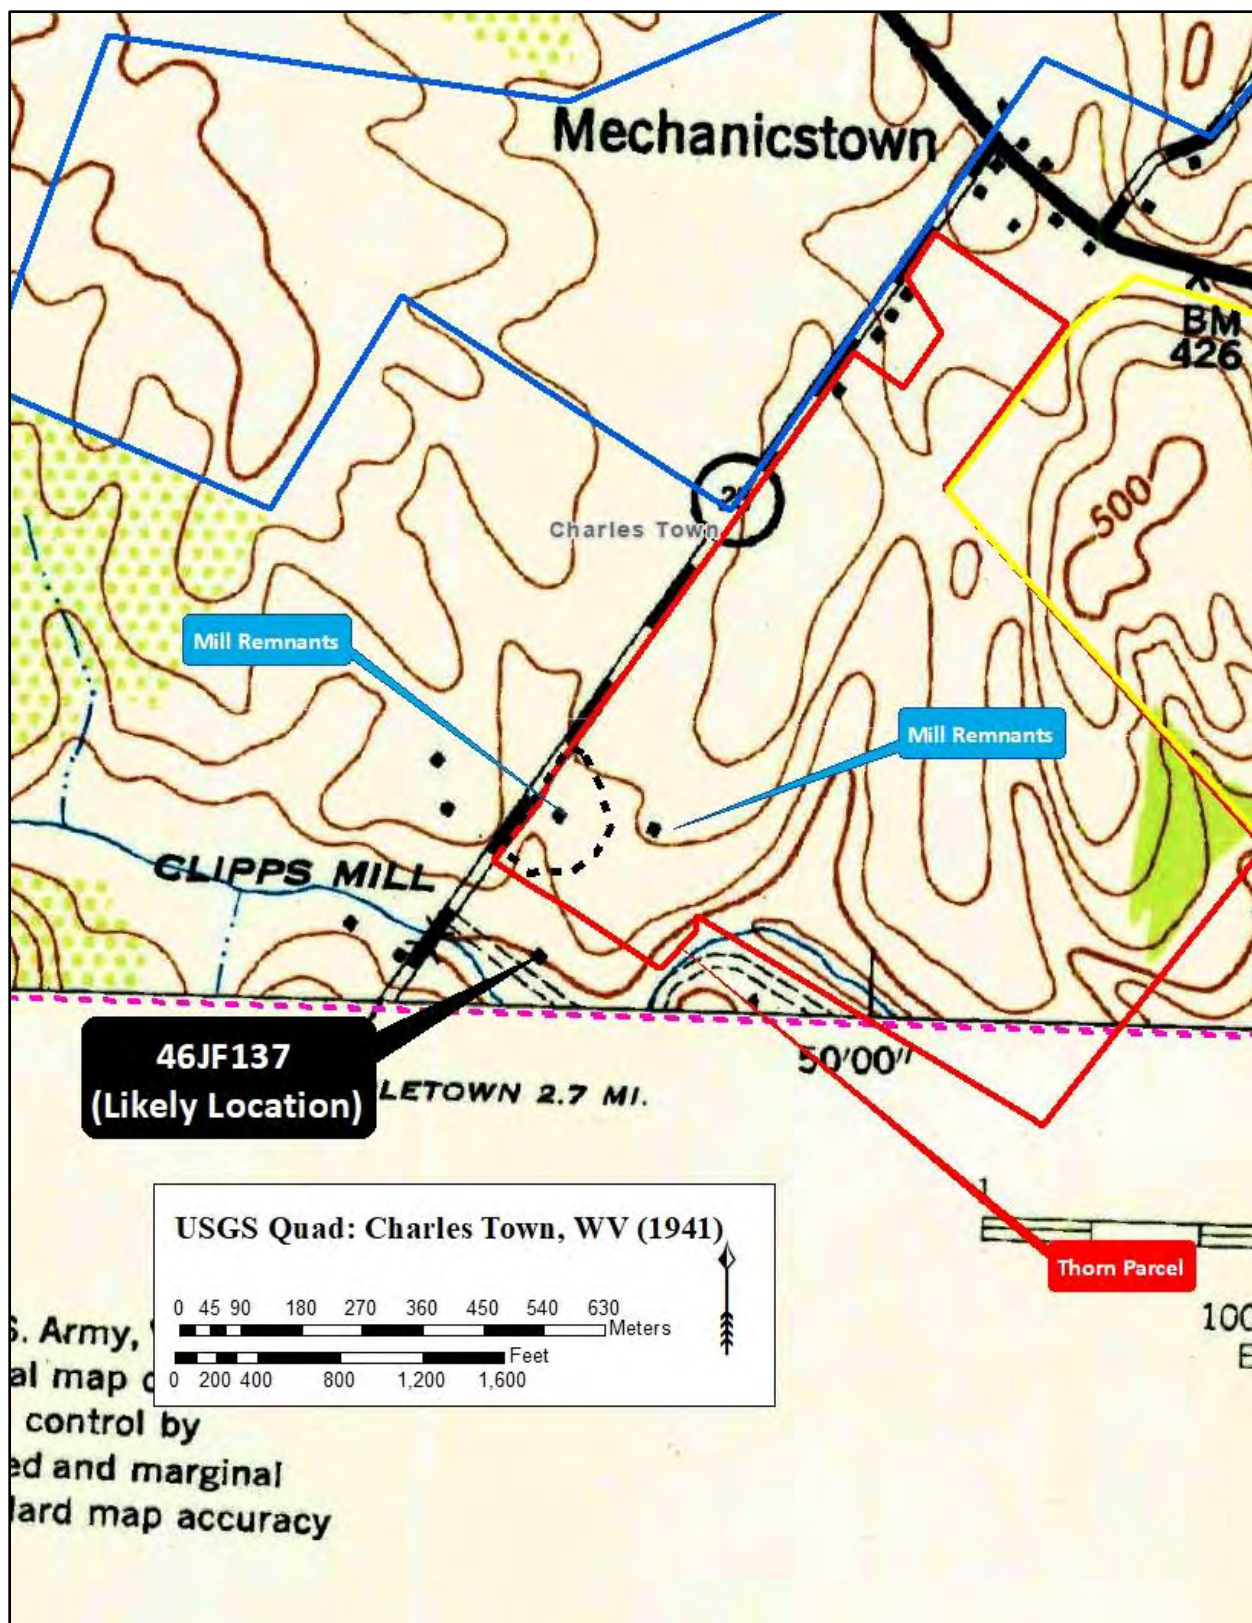 Mechanicstown
BM
426
500
Charles Town
Mill Remnants
Mill Remnants
CLIPPS MILL
46JF137
(Likely Location)
50'00"
LETOWN 2.7 MI.
1
Thorn Parcel
USGS Quad: Charles Town, WV (1941)
0 45 90 180 270 360 450 540 630
Meters
Feet
0 200 400 800 1,200 1,600
S. Army,
al map
control by
ed and marginal
dard map accuracy
100
E